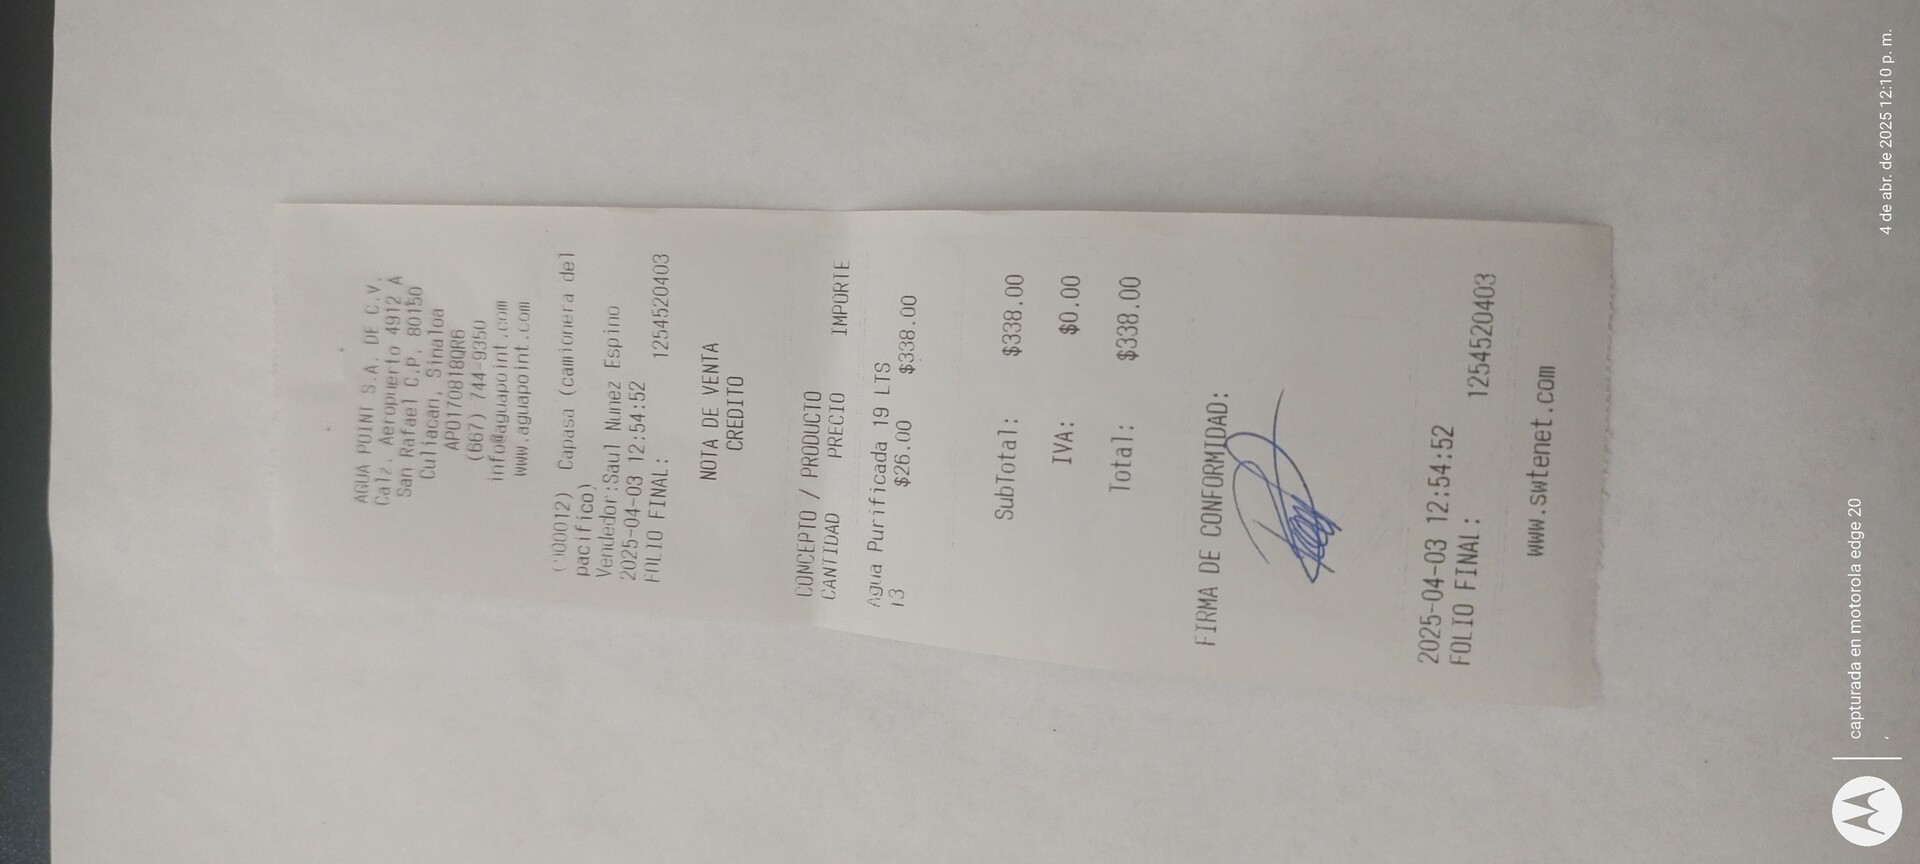 AGUA POINT S.A. DE C.V.
Calz. Aeropuerto 4912 A
San Rafael C.P. 80150
Culiacan, Sinaloa
APO170818QR6
(667) 744-9350
info@aguapoint.com
www.aguapoint.com
(000012) Capasa (camionera del
pacifico)
Vendedor:Saul Nunez Espino
2025-04-03 12:54:52
FOLIO FINAL: 1254520403
NOTA DE VENTA
CREDITO
CONCEPTO / PRODUCTO
CANTIDAD PRECIO IMPORTE
Agua Purificada 19 LTS
13 $26.00 $338.00
SubTotal: $338.00
IVA: $0.00
Total: $338.00
FIRMA DE CONFORMIDAD:
2025-04-03 12:54:52
FOLIO FINAL: 1254520403
www.swtenet.com
capturada en motorola edge 20
4 de abr. de 2025 12:10 p. m.